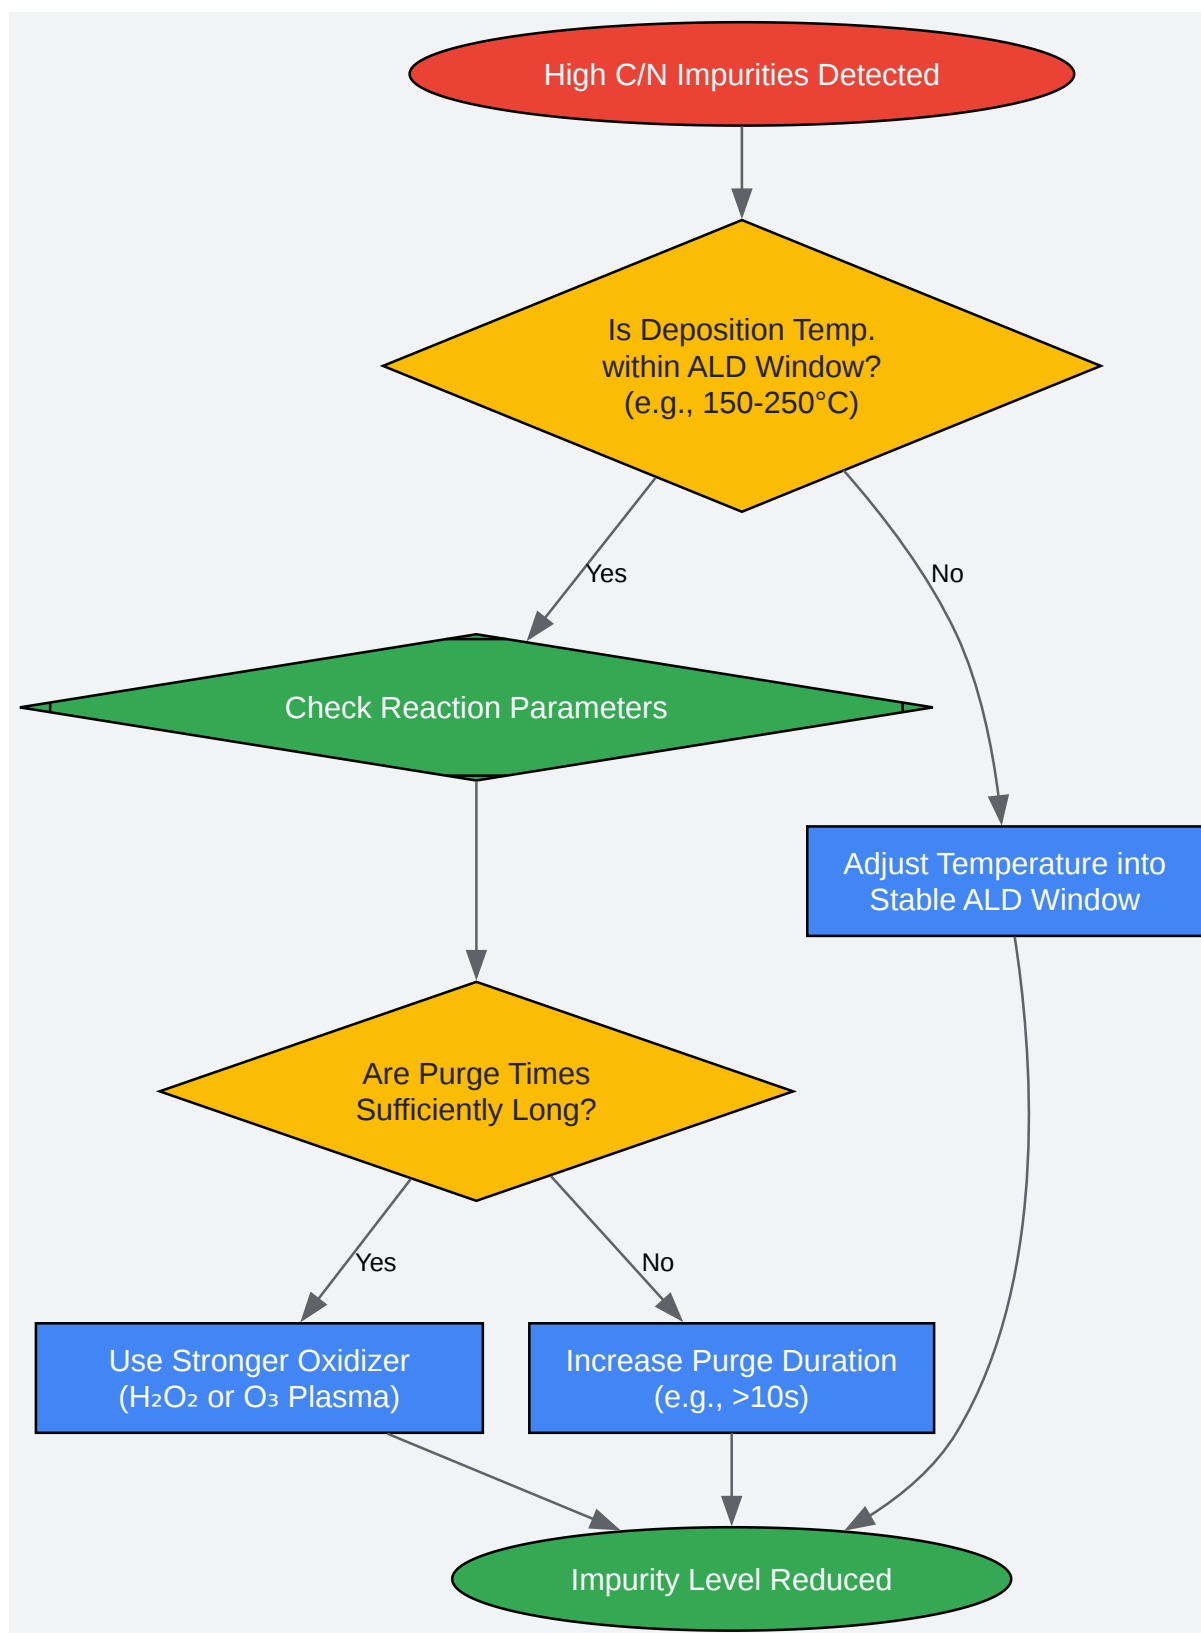 High C/N Impurities Detected
Is Deposition Temp.
within ALD Window?
(e.g., 150-250°C)
Yes
No
Check Reaction Parameters
Adjust Temperature into
Stable ALD Window
Are Purge Times
Sufficiently Long?
Yes
No
Use Stronger Oxidizer
(H₂O₂ or O₃ Plasma)
Increase Purge Duration
(e.g., >10s)
Impurity Level Reduced